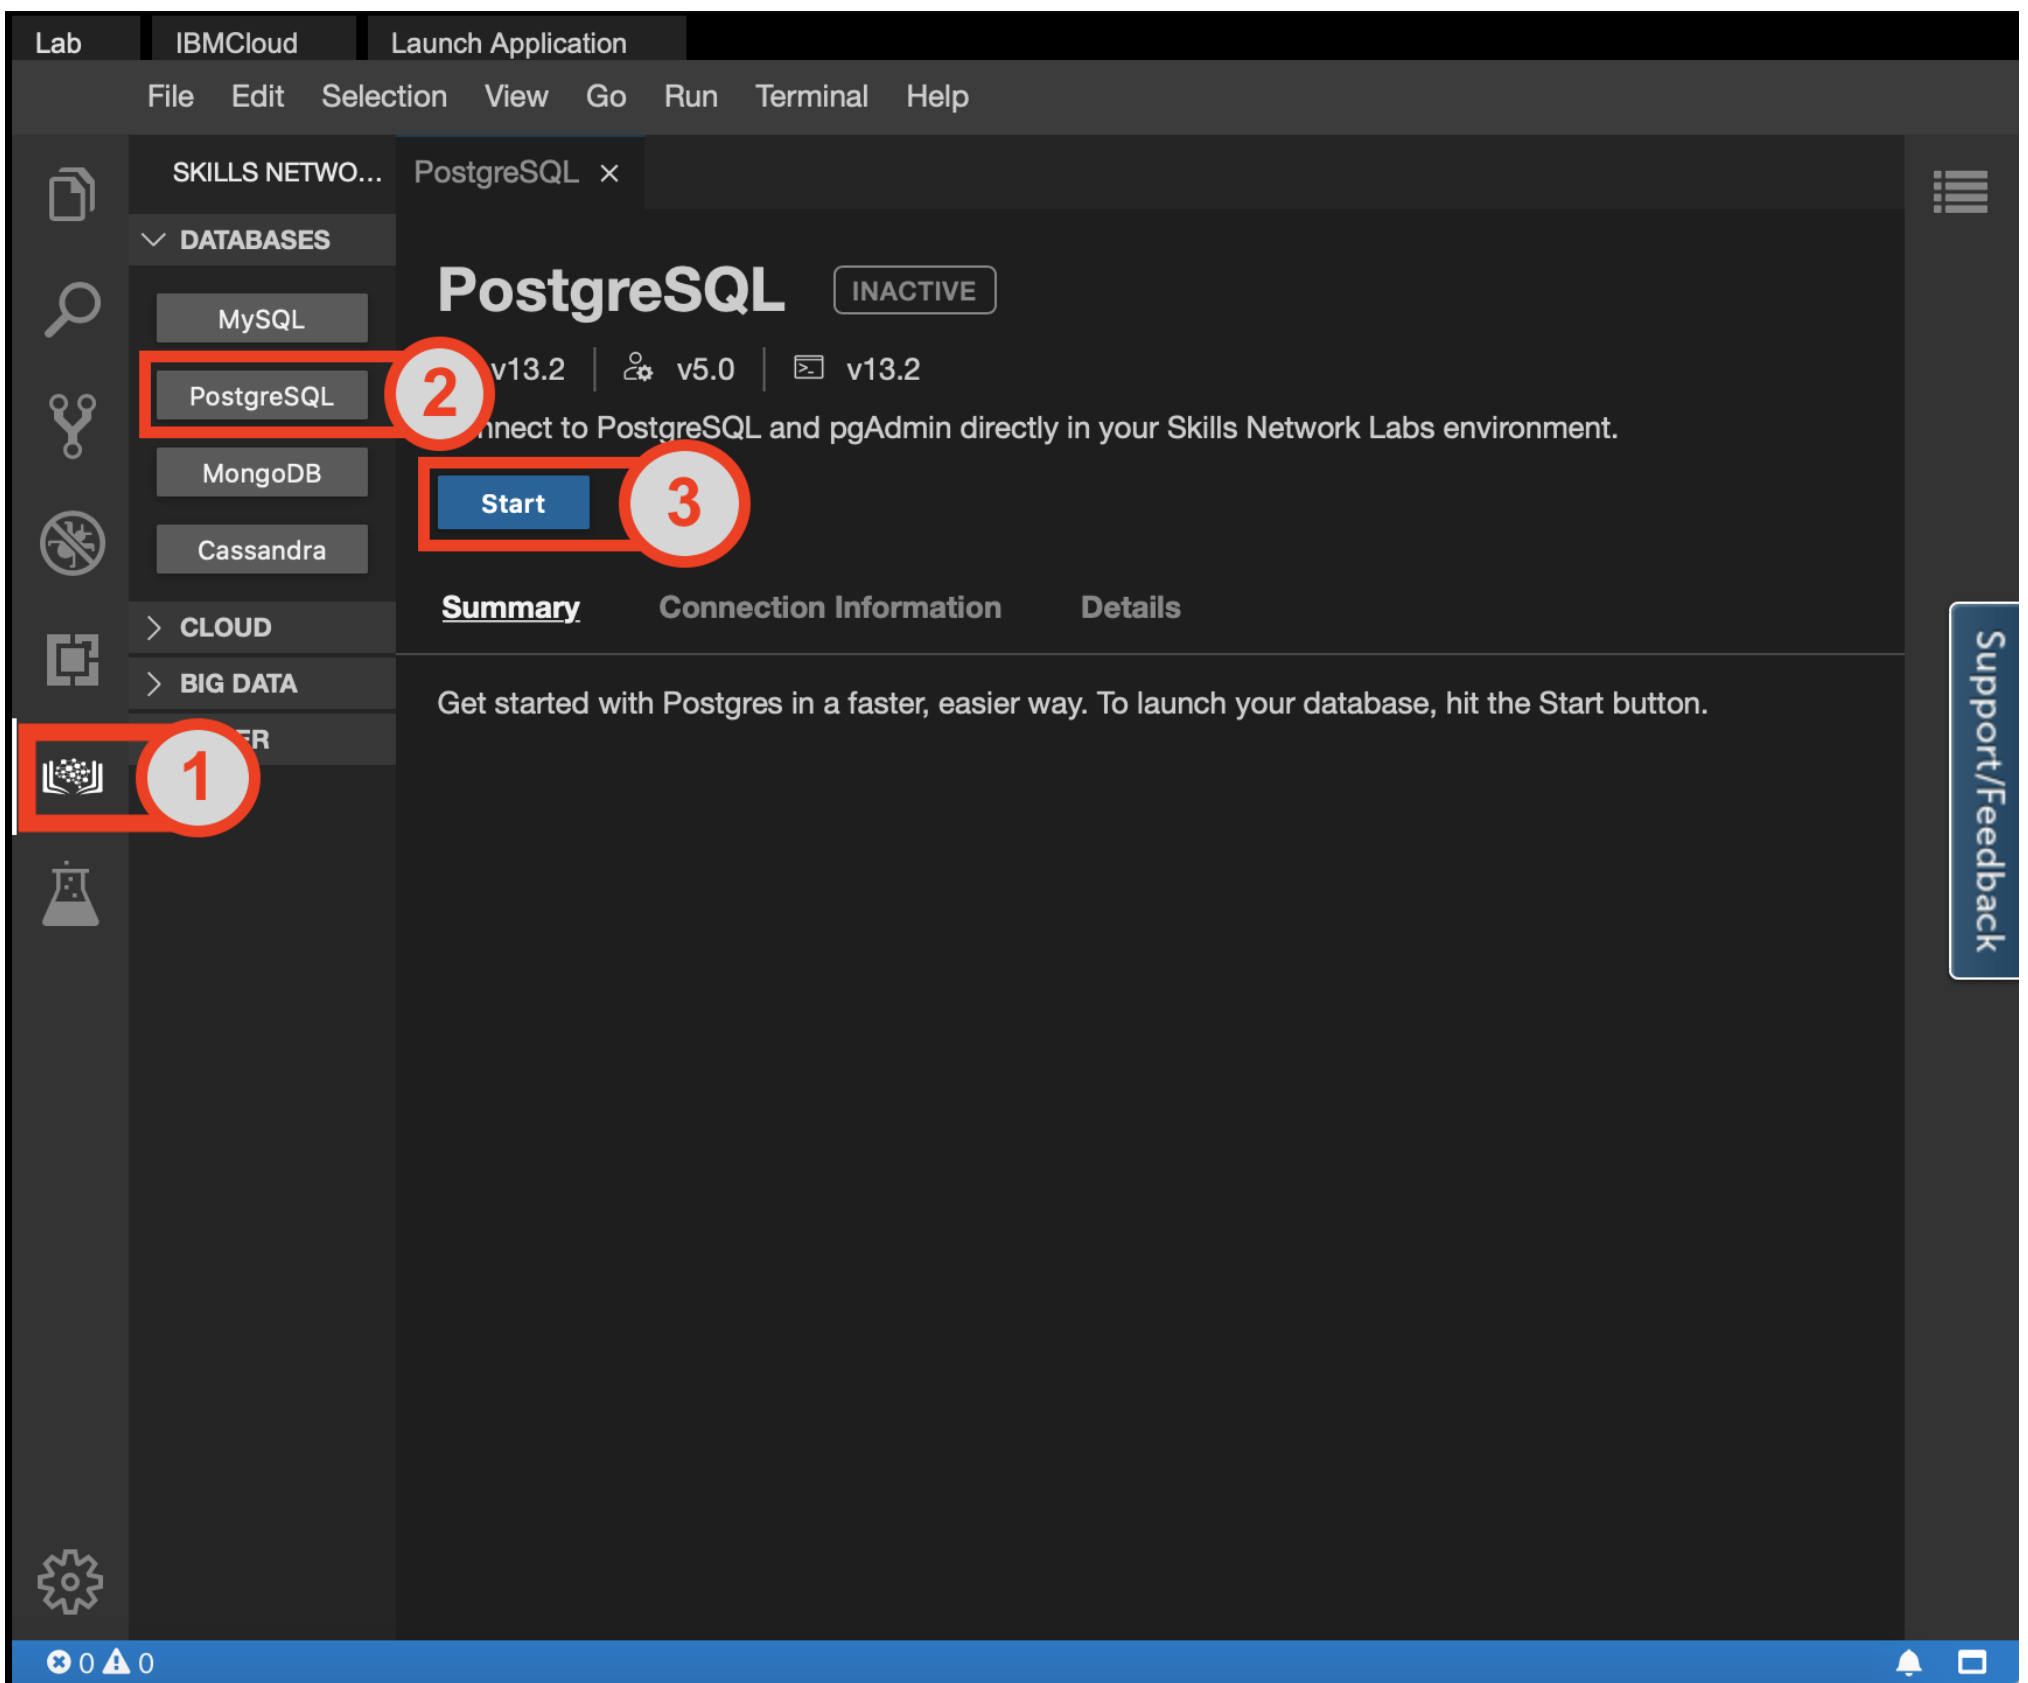 Lab IBMCloud Launch Application
File Edit Selection View Go Run Terminal Help
SKILLS NETWO...
DATABASES
MySQL
PostgreSQL
MongoDB
Cassandra
CLOUD
BIG DATA
1
2
PostgreSQL ×
PostgreSQL INACTIVE
v13.2 v5.0 v13.2
to PostgreSQL and pgAdmin directly in your Skills Network Labs environment.
Start
3
Summary Connection Information Details
Get started with Postgres in a faster, easier way. To launch your database, hit the Start button.
Support/Feedback
0 0